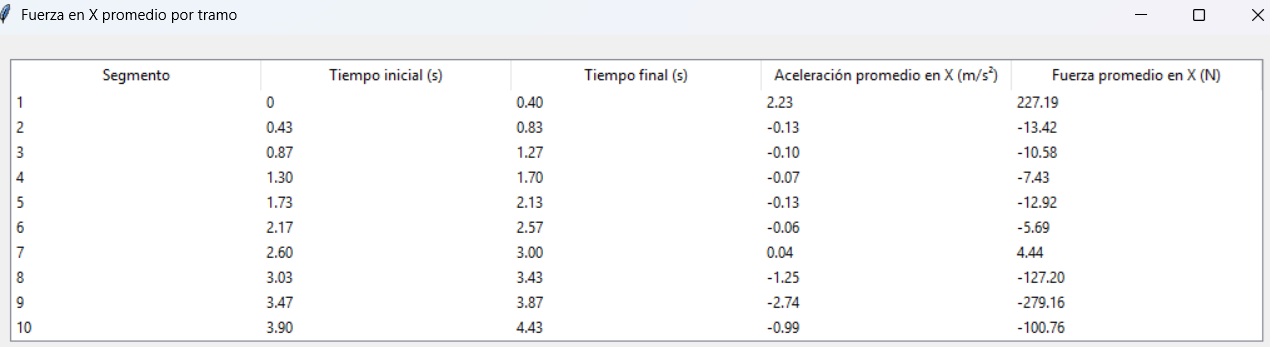 Fuerza en X promedio por tramo
Segmento Tiempo inicial (s) Tiempo final (s) Aceleración promedio en X (m/s²) Fuerza promedio en X (N)
1 0 0.40 2.23 227.19
2 0.43 0.83 -0.13 -13.42
3 0.87 1.27 -0.10 -10.58
4 1.30 1.70 -0.07 -7.43
5 1.73 2.13 -0.13 -12.92
6 2.17 2.57 -0.06 -5.69
7 2.60 3.00 0.04 4.44
8 3.03 3.43 -1.25 -127.20
9 3.47 3.87 -2.74 -279.16
10 3.90 4.43 -0.99 -100.76